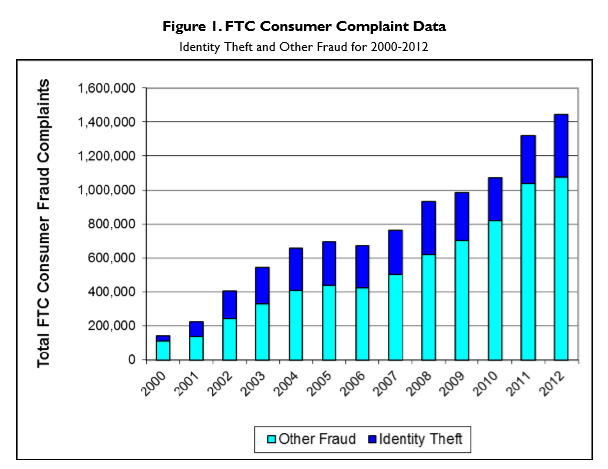 Figure 1. FTC Consumer Complaint Data
Identity Theft and Other Fraud for 2000-2012
Total FTC Consumer Fraud Complaints
1,600,000
1,400,000
1,200,000
1,000,000
800,000
600,000
400,000
200,000
0
2000 2001 2002 2003 2004 2005 2006 2007 2008 2009 2010 2011 2012
Other Fraud Identity Theft